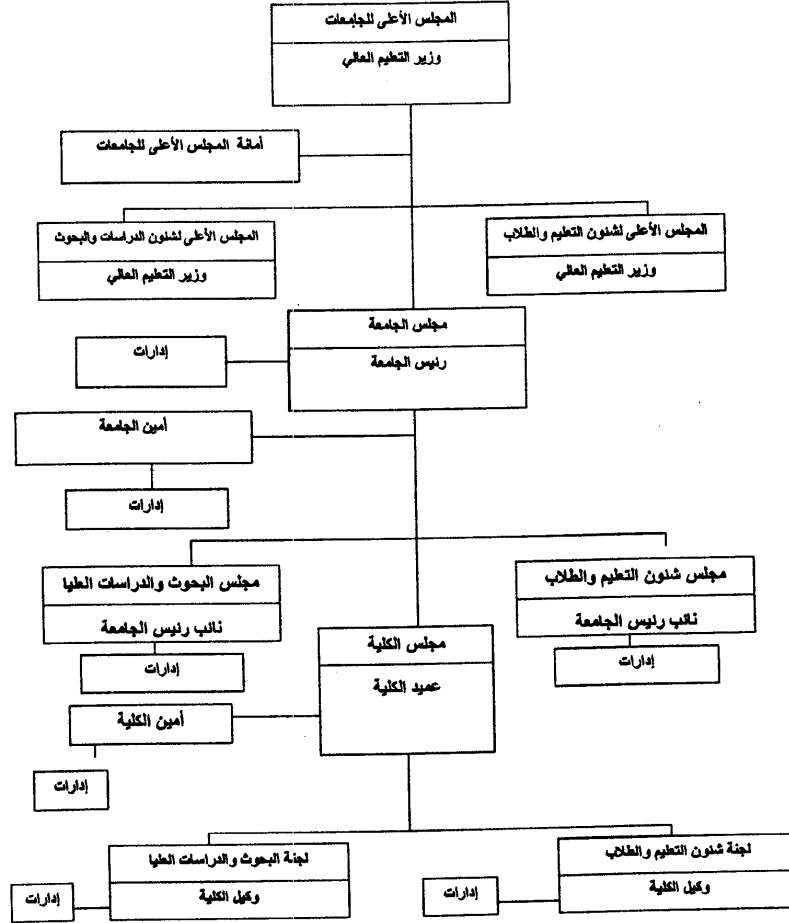 المجلس الأعلى للجامعات
وزير التعليم العالي
أمانة المجلس الأعلى للجامعات
المجلس الأعلى لشئون التعليم والطلاب
وزير التعليم العالي
المجلس الأعلى لشئون الدراسات والبحوث
وزير التعليم العالي
مجلس الجامعة
رئيس الجامعة
إدارات
أمين الجامعة
إدارات
مجلس شئون التعليم والطلاب
نائب رئيس الجامعة
إدارات
مجلس البحوث والدراسات العليا
نائب رئيس الجامعة
إدارات
مجلس الكلية
عميد الكلية
أمين الكلية
إدارات
لجنة شئون التعليم والطلاب
وكيل الكلية
إدارات
لجنة البحوث والدراسات العليا
وكيل الكلية
إدارات